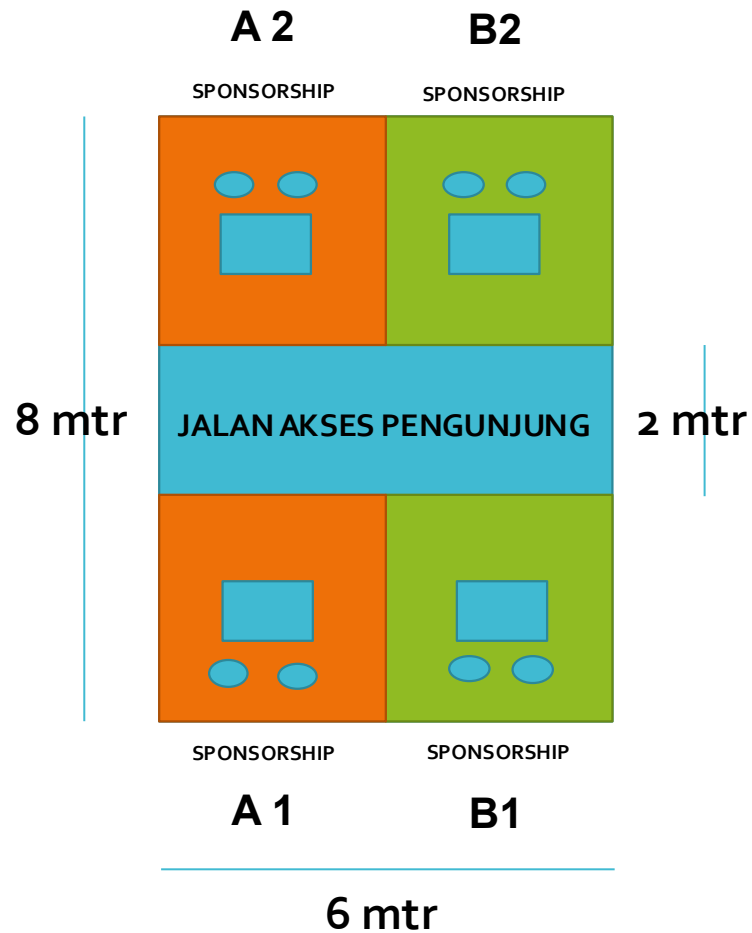 A 2
B2
SPONSORSHIP
SPONSORSHIP
8 mtr
JALAN AKSES PENGUNJUNG
2 mtr
SPONSORSHIP
SPONSORSHIP
A 1
B1
6 mtr